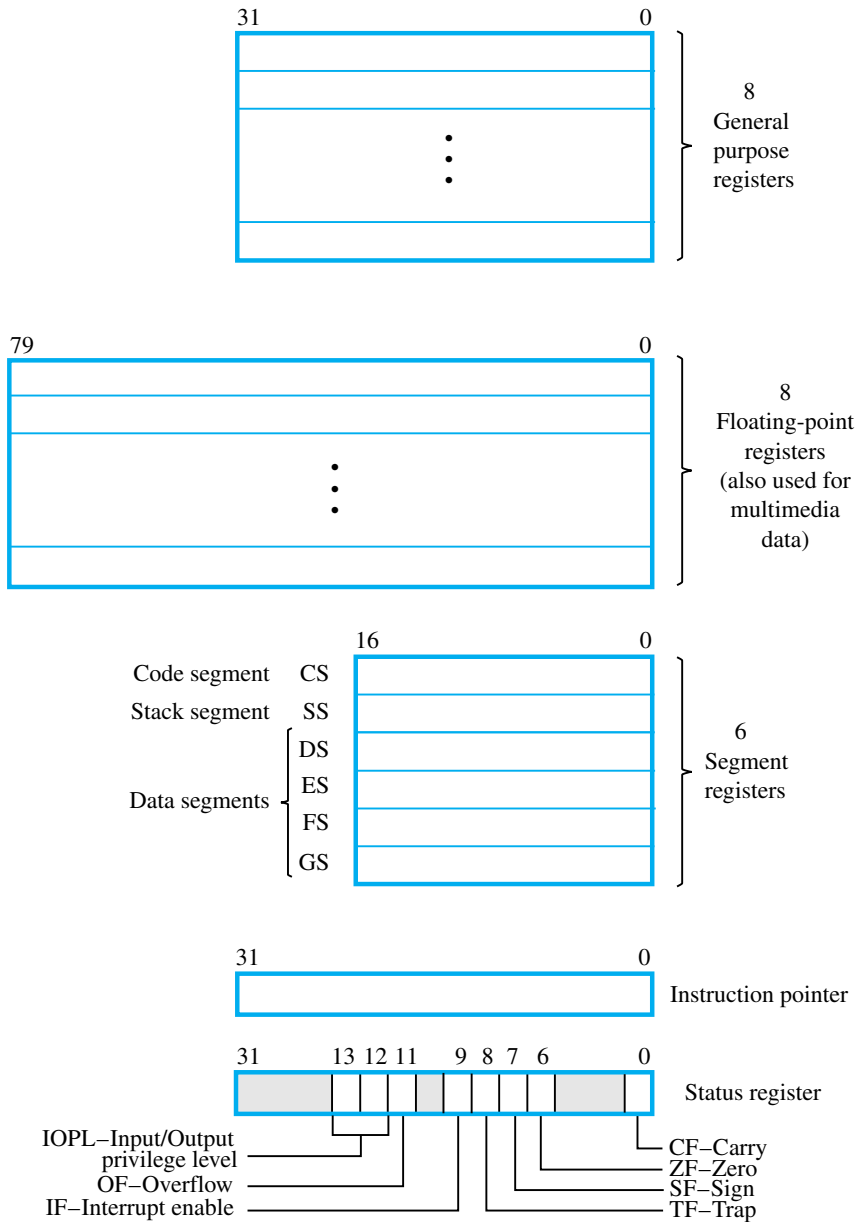 31 0
8
General
purpose
registers
79 0
8
Floating-point
registers
(also used for
multimedia
data)
16 0
Code segment CS
Stack segment SS
Data segments
DS
ES
FS
GS
6
Segment
registers
31 0
Instruction pointer
31 13 12 11 9 8 7 6 0
Status register
IOPL–Input/Output
privilege level
OF–Overflow
IF–Interrupt enable
CF–Carry
ZF–Zero
SF–Sign
TF–Trap